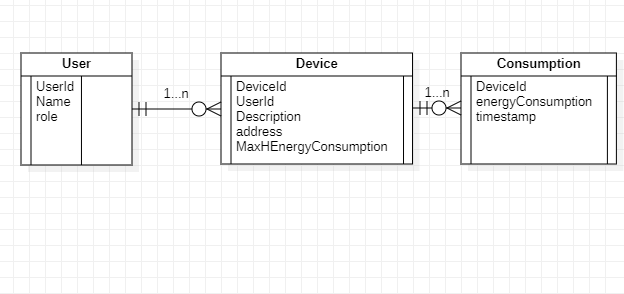 User
UserId
Name
role
1...n
Device
DeviceId
UserId
Description
address
MaxHEnergyConsumption
1...n
Consumption
DeviceId
energyConsumption
timestamp